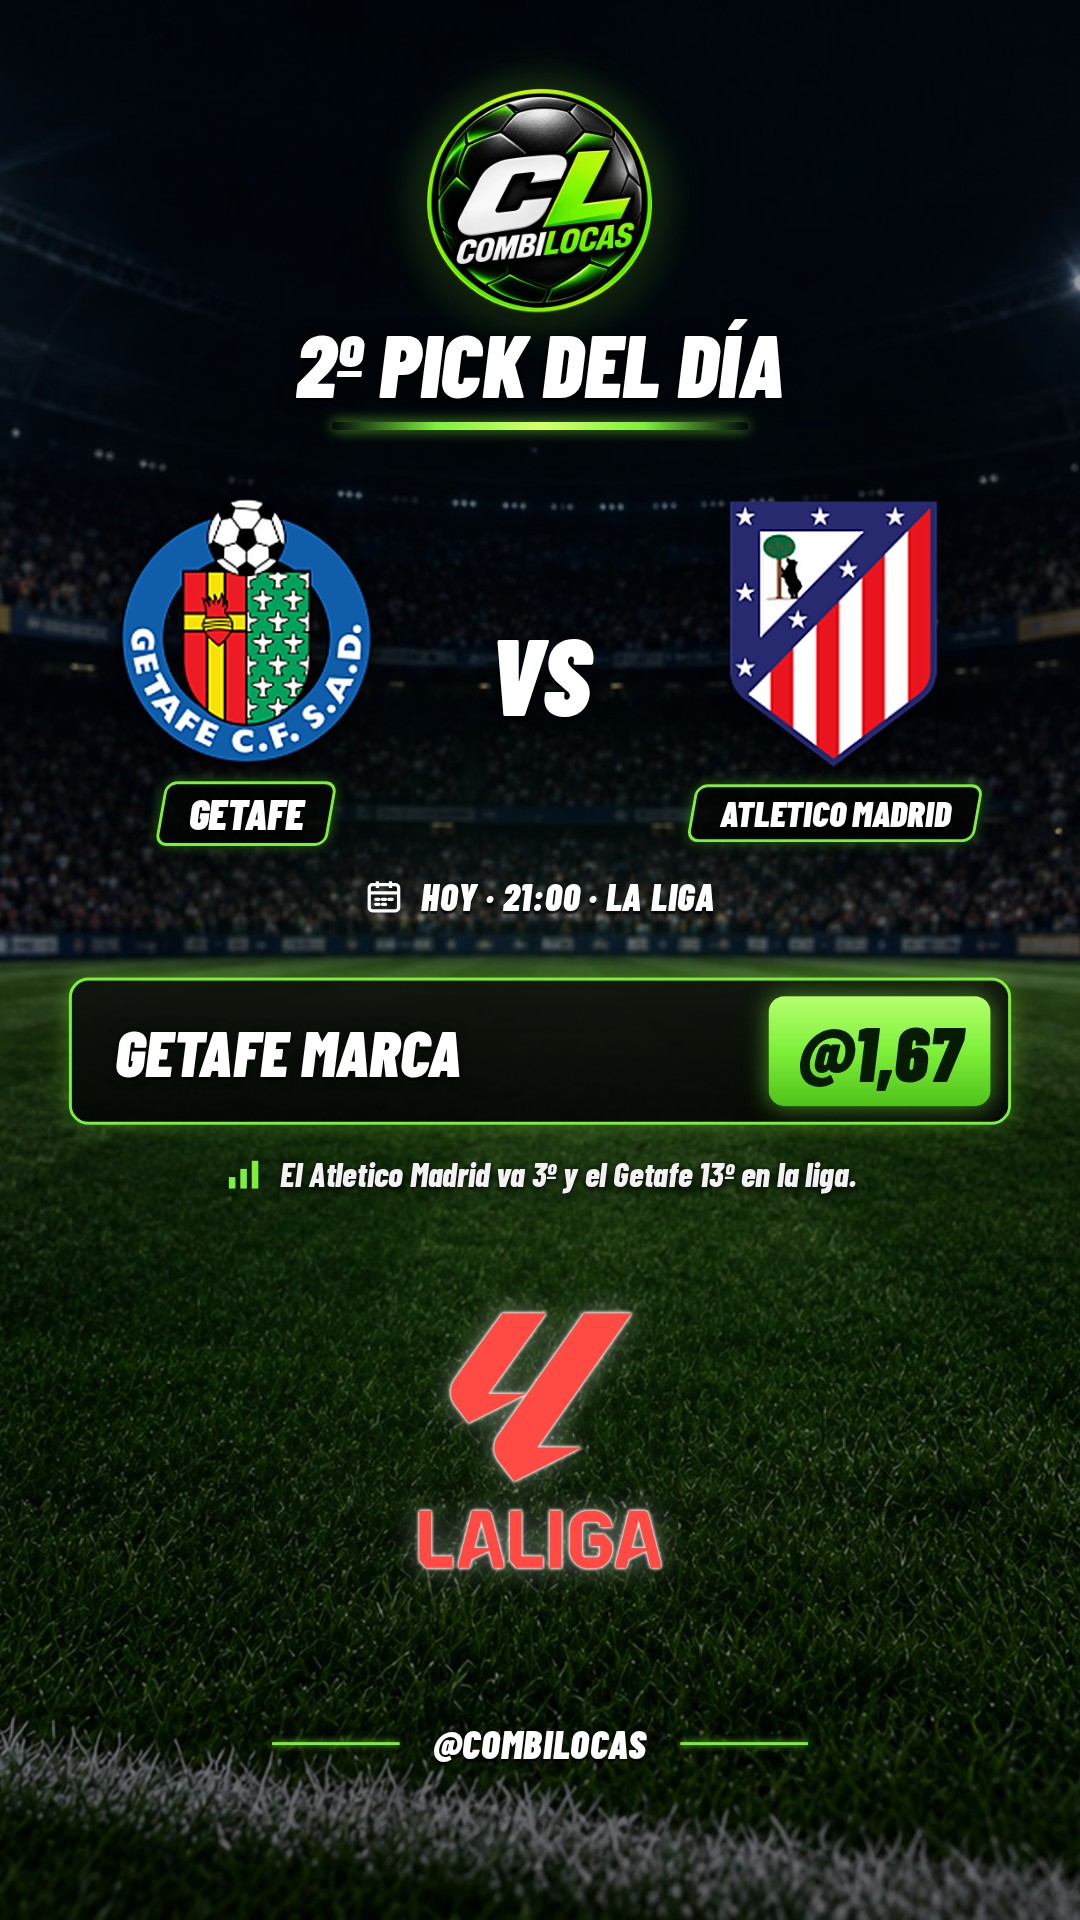 CL
COMBILOCAS
2º PICK DEL DÍA
GETAFE C.F. S.A.D.
VS
GETAFE
ATLETICO MADRID
HOY · 21:00 · LA LIGA
GETAFE MARCA
@1,67
El Atletico Madrid va 3º y el Getafe 13º en la liga.
LALIGA
@COMBILOCAS